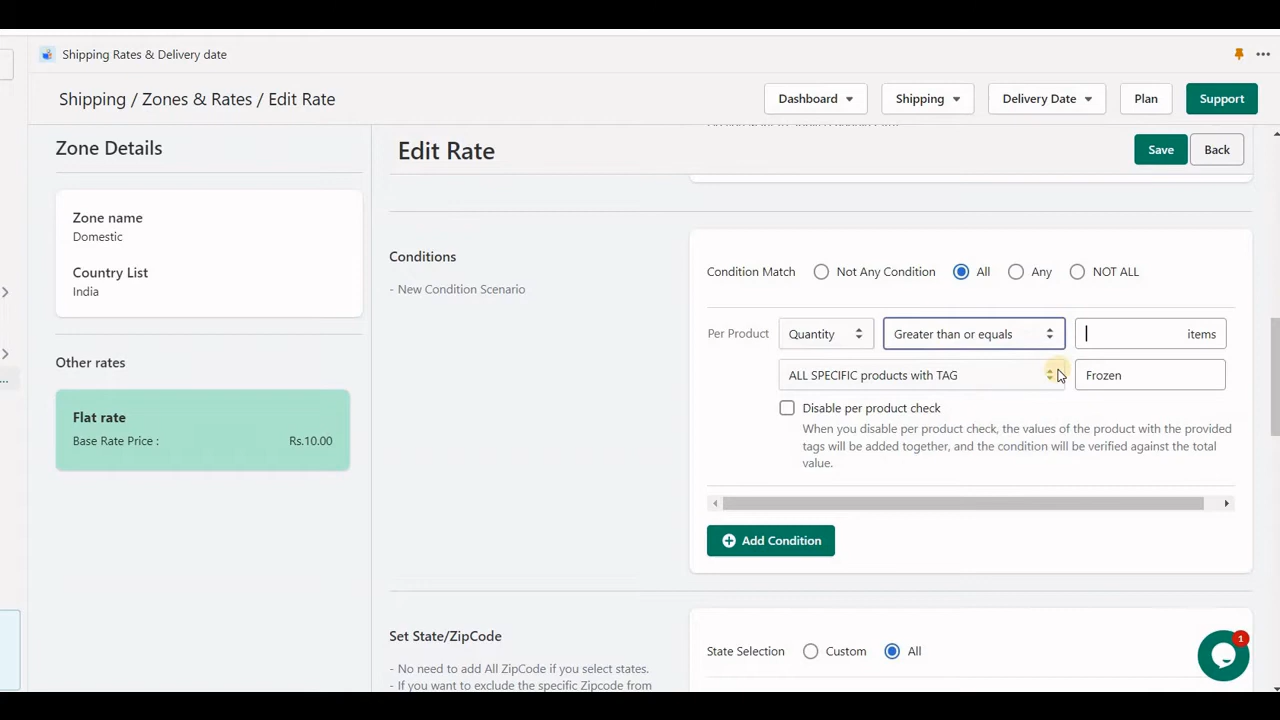 Shipping Rates & Delivery date
Shipping / Zones & Rates / Edit Rate
Dashboard
Shipping
Delivery Date
Plan
Support
Zone Details
Zone name
Domestic
Country List
India
Other rates
Flat rate
Base Rate Price : Rs.10.00
Edit Rate
Save
Back
Conditions
- New Condition Scenario
Condition Match Not Any Condition All Any NOT ALL
Per Product Quantity Greater than or equals items
ALL SPECIFIC products with TAG Frozen
Disable per product check
When you disable per product check, the values of the product with the provided
tags will be added together, and the condition will be verified against the total
value.
Add Condition
Set State/ZipCode
- No need to add All ZipCode if you select states.
- If you want to exclude the specific Zipcode from
State Selection Custom All
1